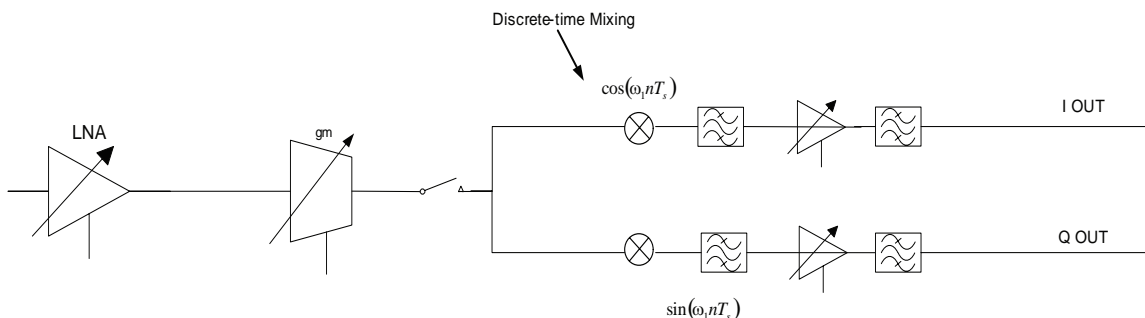 Discrete-time Mixing
cos(ω₁nTₛ)
LNA
gm
I OUT
Q OUT
sin(ω₁nTₛ)